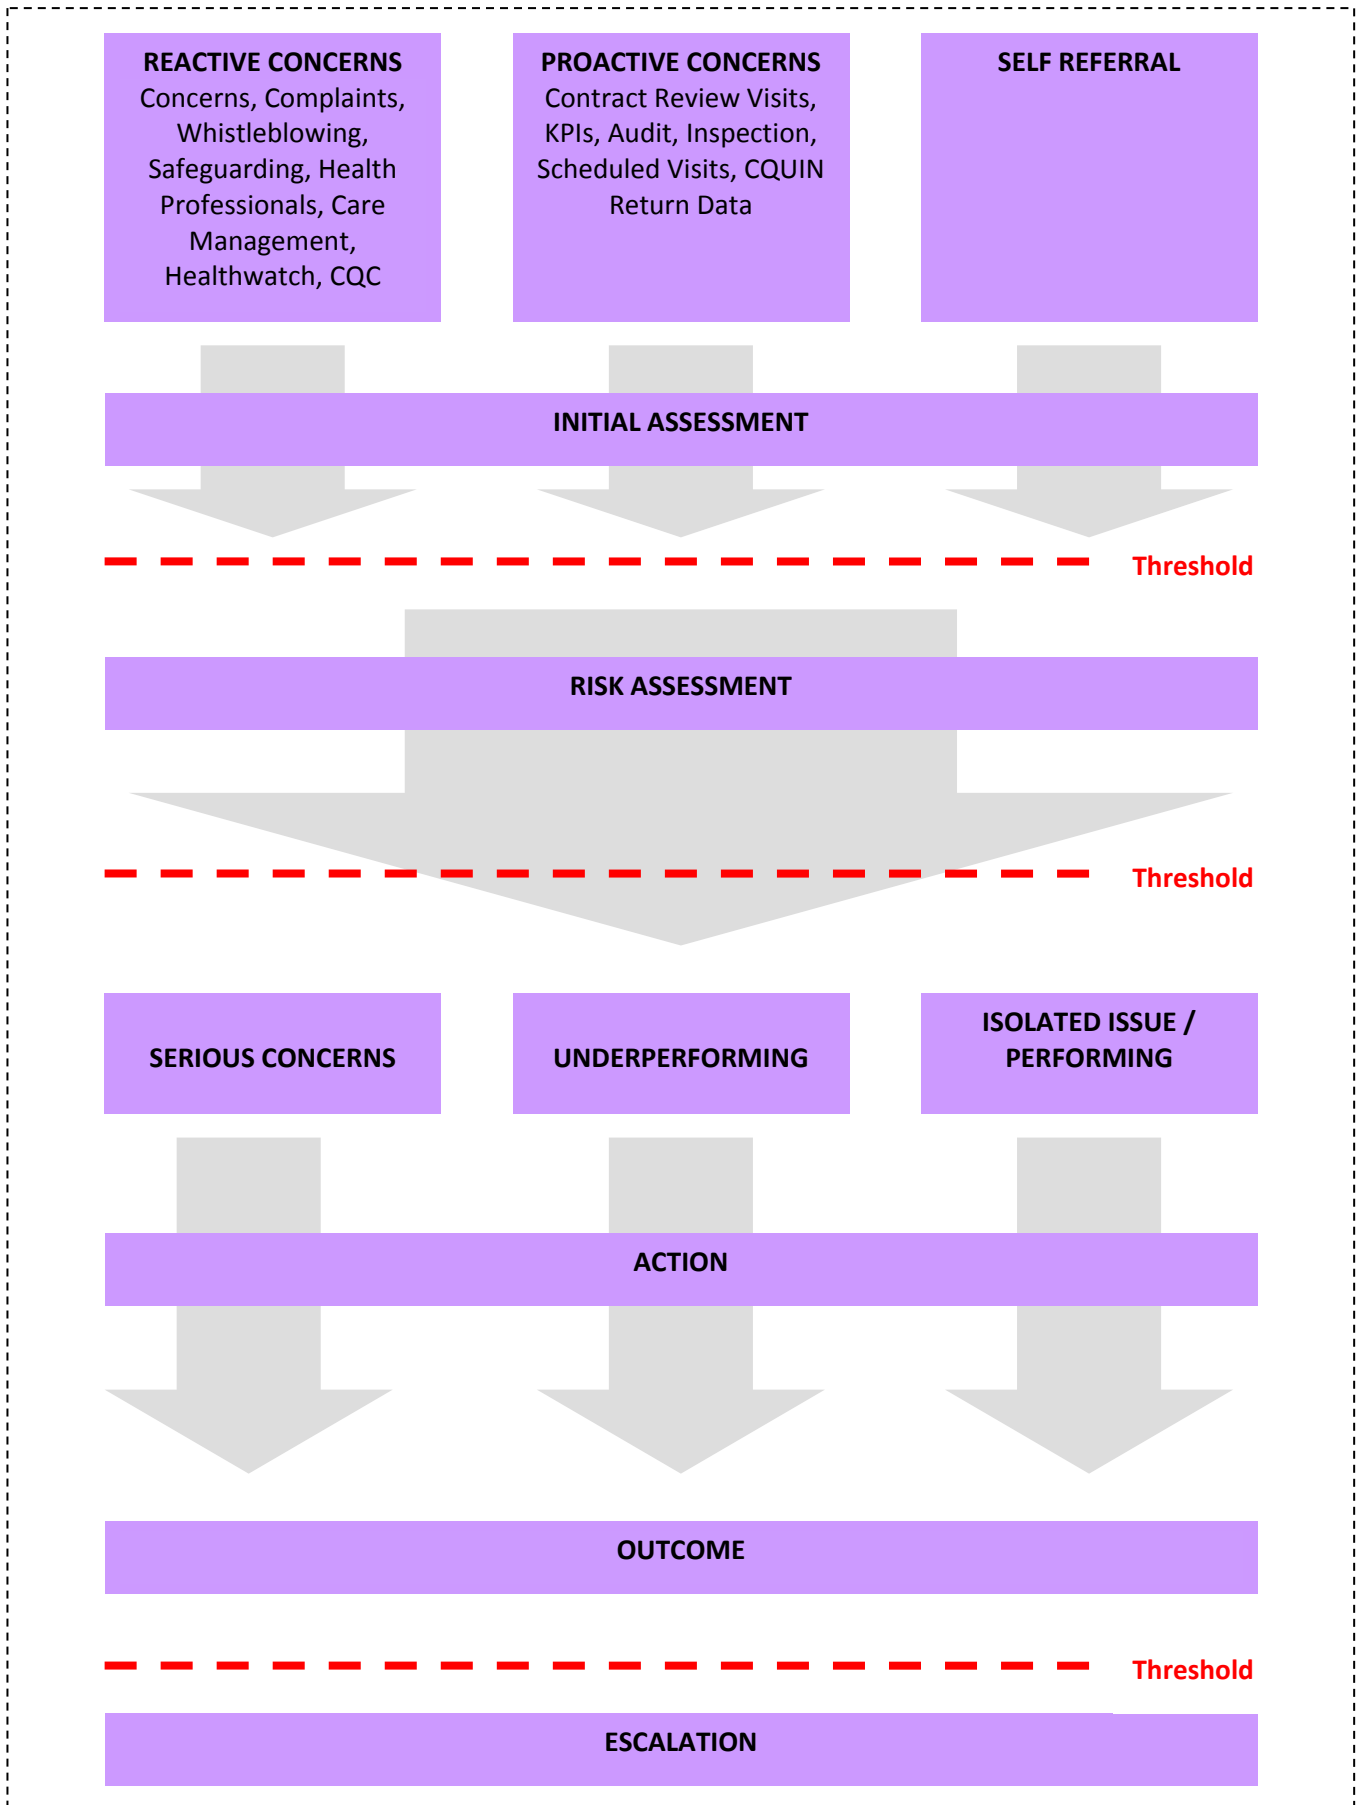 REACTIVE CONCERNS
Concerns, Complaints,
Whistleblowing,
Safeguarding, Health
Professionals, Care
Management,
Healthwatch, CQC
PROACTIVE CONCERNS
Contract Review Visits,
KPIs, Audit, Inspection,
Scheduled Visits, CQUIN
Return Data
SELF REFERRAL
INITIAL ASSESSMENT
Threshold
RISK ASSESSMENT
Threshold
SERIOUS CONCERNS
UNDERPERFORMING
ISOLATED ISSUE /
PERFORMING
ACTION
OUTCOME
Threshold
ESCALATION